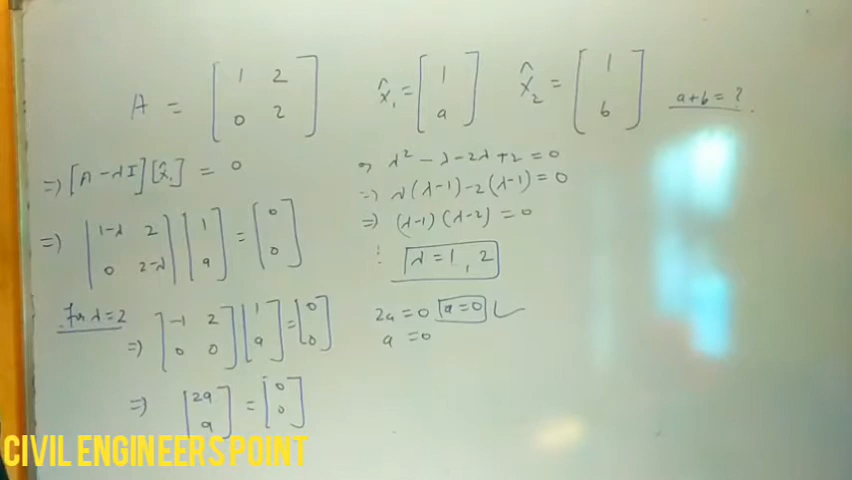 A = [1 2 0 2] x̂₁ = [1 a] x̂₂ = [1 b] a+b = ?
=> [A - λI][x̂₁] = 0
=> [1-λ 2 0 2-λ] [1 a] = [0 0]
For λ=2
=> [-1 2 0 0] [1 a] = [0 0]
=> [2a a] = [0 0]
=> λ² - λ - 2λ + 2 = 0
=> λ(λ-1) - 2(λ-1) = 0
=> (λ-1)(λ-2) = 0
λ = 1, 2
2a = 0 a=0 ✓
a = 0
CIVIL ENGINEERS POINT